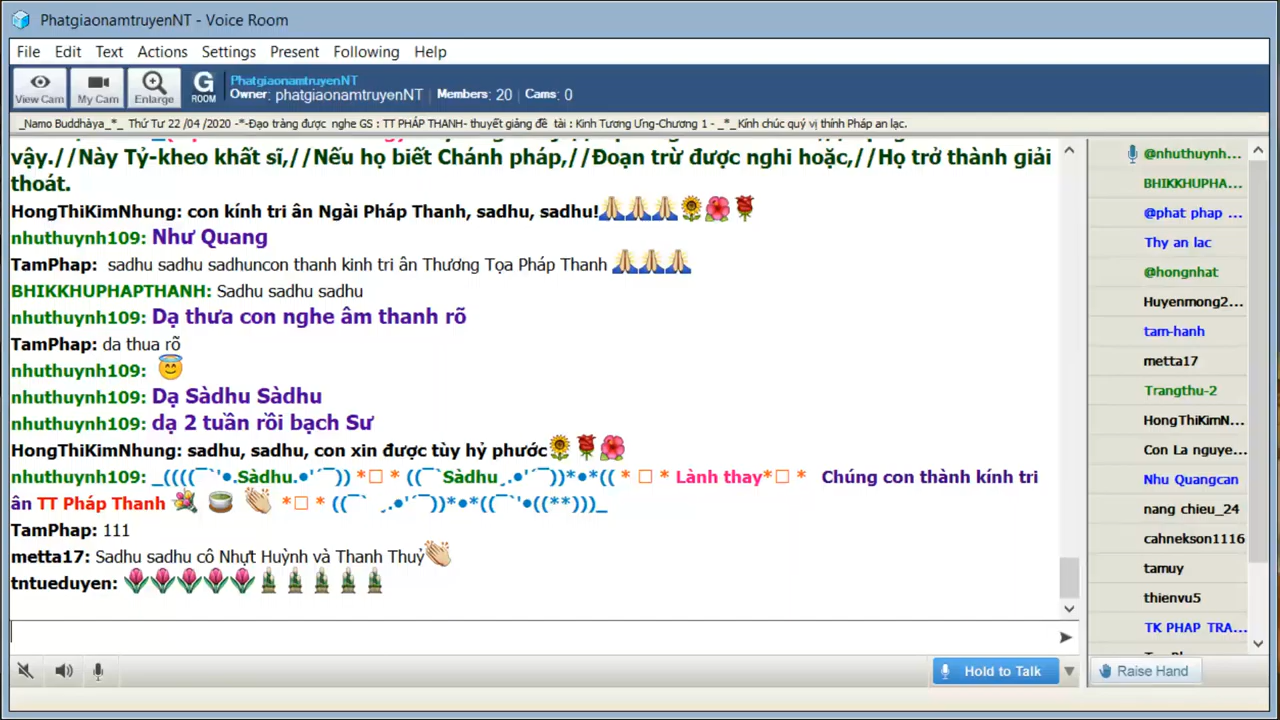 PhatgiaonamtruyenNT - Voice Room
File Edit Text Actions Settings Present Following Help
View Cam My Cam Enlarge G ROOM
PhatgiaonamtruyenNT
Owner: phatgiaonamtruyenNT | Members: 20 | Cams: 0
_Namo Buddhàya_*_ Thứ Tư 22 /04 /2020 -*-Đạo tràng được nghe GS : TT PHÁP THANH- thuyết giảng đề tài : Kinh Tương Ưng-Chương 1 - _*_Kính chúc quý vị thính Pháp an lạc.
vậy.//Này Tỷ-kheo khất sĩ,//Nếu họ biết Chánh pháp,//Đoạn trừ được nghi hoặc,//Họ trở thành giải
thoát.
HongThiKimNhung: con kính tri ân Ngài Pháp Thanh, sadhu, sadhu!🙏🙏🙏🌻🌺🌹
nhuthuynh109: Như Quang
TamPhap: sadhu sadhu sadhuncon thanh kinh tri ân Thương Tọa Pháp Thanh 🙏🙏🙏
BHIKKHUPHAPTHANH: Sadhu sadhu sadhu
nhuthuynh109: Dạ thưa con nghe âm thanh rõ
TamPhap: da thua rõ
nhuthuynh109: 😇
nhuthuynh109: Dạ Sàdhu Sàdhu
nhuthuynh109: dạ 2 tuần rồi bạch Sư
HongThiKimNhung: sadhu, sadhu, con xin được tùy hỷ phước🌻🌹🌺
nhuthuynh109: _((((¯`'•.Sàdhu.•'´¯)) *□ * ((¯`Sàdhu¸.•'´¯))*•*(( * □ * Lành thay*□ * Chúng con thành kính tri
ân TT Pháp Thanh 💐 🍵 👏 *□ * ((¯` ¸.•'´¯))*•*((¯`'•((**)))_
TamPhap: 111
metta17: Sadhu sadhu cô Nhựt Huỳnh và Thanh Thuỷ👏
tntueduyen: 🌷🌷🌷🌷🌷🎍🎍🎍🎍🎍
Hold to Talk
@nhuthuynh...
BHIKKHUPHA...
@phat phap ...
Thy an lac
@hongnhat
Huyenmong2...
tam-hanh
metta17
Trangthu-2
HongThiKimN...
Con La nguye...
Nhu Quangcan
nang chieu_24
cahnekson1116
tamuy
thienvu5
TK PHAP TRA...
Raise Hand